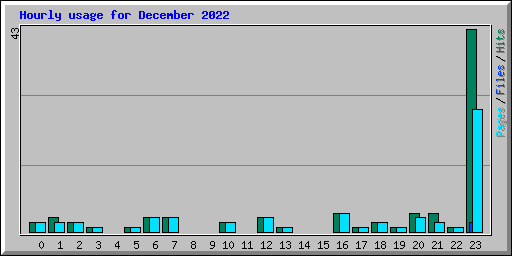 Hourly usage for December 2022
43
Pages/Files/Hits
0 1 2 3 4 5 6 7 8 9 10 11 12 13 14 15 16 17 18 19 20 21 22 23